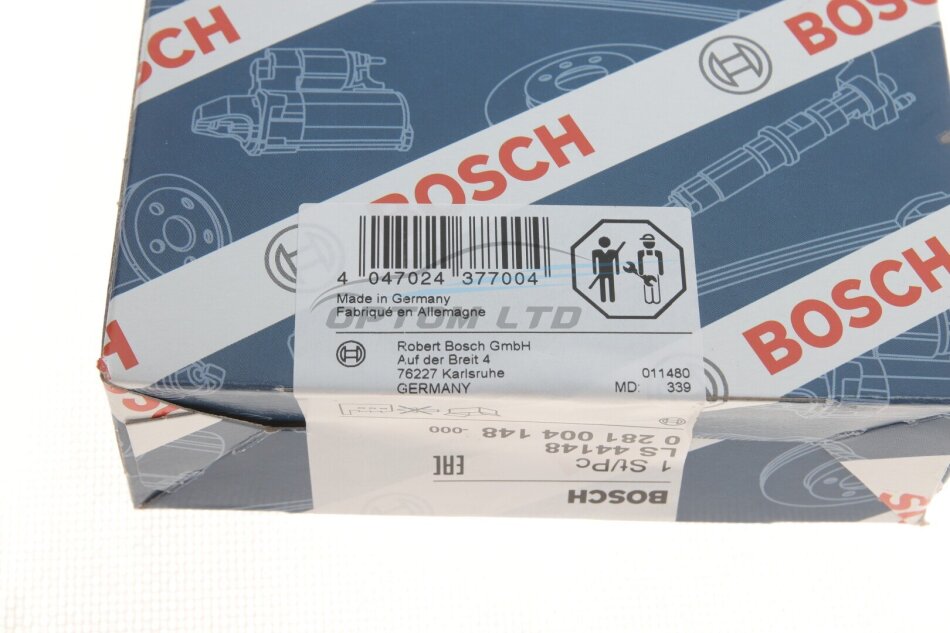 BOSCH
BOSCH
BOSCH
BOSCH
4 047024 377004
Made in Germany
Fabriqué en Allemagne
OPTOM LTD
Robert Bosch GmbH
Auf der Breit 4
76227 Karlsruhe
GERMANY
011480
MD: 339
0 281 004 148 -000
LS 44148
1 St/Pc
EAC
BOSCH